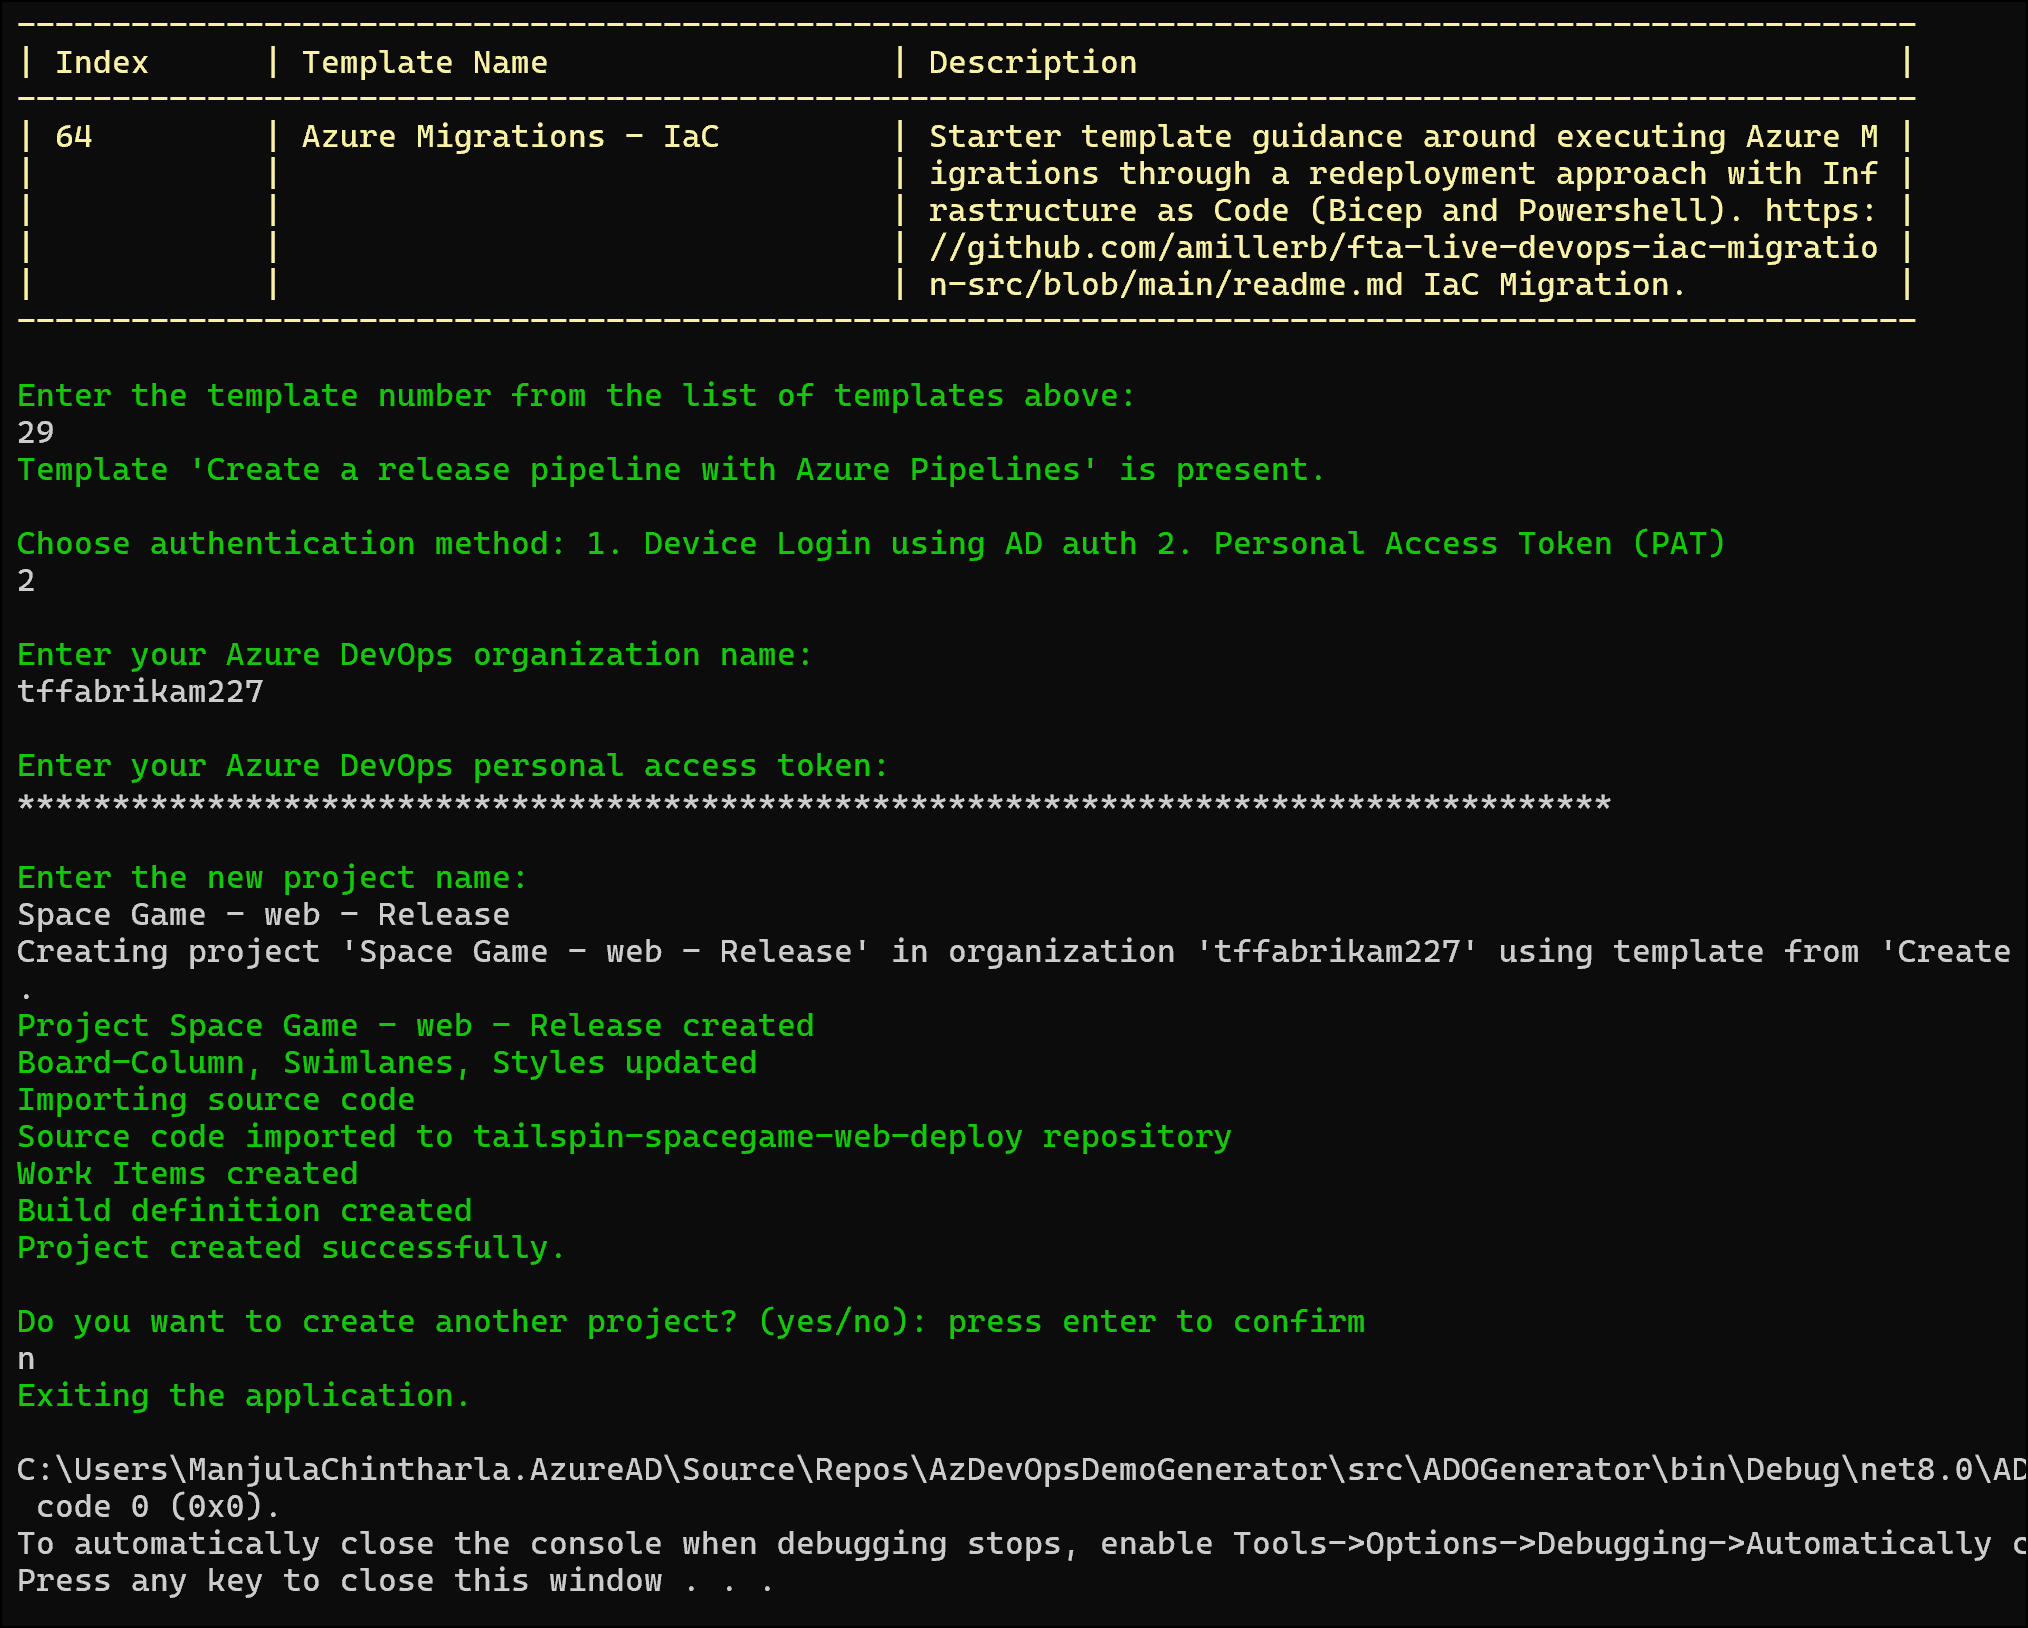 ----------------------------------------------------------------------------------------------------
| Index      | Template Name                  | Description                                        |
----------------------------------------------------------------------------------------------------
| 64         | Azure Migrations - IaC         | Starter template guidance around executing Azure M |
|            |                                | igrations through a redeployment approach with Inf |
|            |                                | rastructure as Code (Bicep and Powershell). https: |
|            |                                | //github.com/amillerb/fta-live-devops-iac-migratio |
|            |                                | n-src/blob/main/readme.md IaC Migration.           |
----------------------------------------------------------------------------------------------------
Enter the template number from the list of templates above:
29
Template 'Create a release pipeline with Azure Pipelines' is present.
Choose authentication method: 1. Device Login using AD auth 2. Personal Access Token (PAT)
2
Enter your Azure DevOps organization name:
tffabrikam227
Enter your Azure DevOps personal access token:
************************************************************************************
Enter the new project name:
Space Game - web - Release
Creating project 'Space Game - web - Release' in organization 'tffabrikam227' using template from 'Create
.
Project Space Game - web - Release created
Board-Column, Swimlanes, Styles updated
Importing source code
Source code imported to tailspin-spacegame-web-deploy repository
Work Items created
Build definition created
Project created successfully.
Do you want to create another project? (yes/no): press enter to confirm
n
Exiting the application.
C:\Users\ManjulaChintharla.AzureAD\Source\Repos\AzDevOpsDemoGenerator\src\ADOGenerator\bin\Debug\net8.0\AD
code 0 (0x0).
To automatically close the console when debugging stops, enable Tools->Options->Debugging->Automatically c
Press any key to close this window . . .